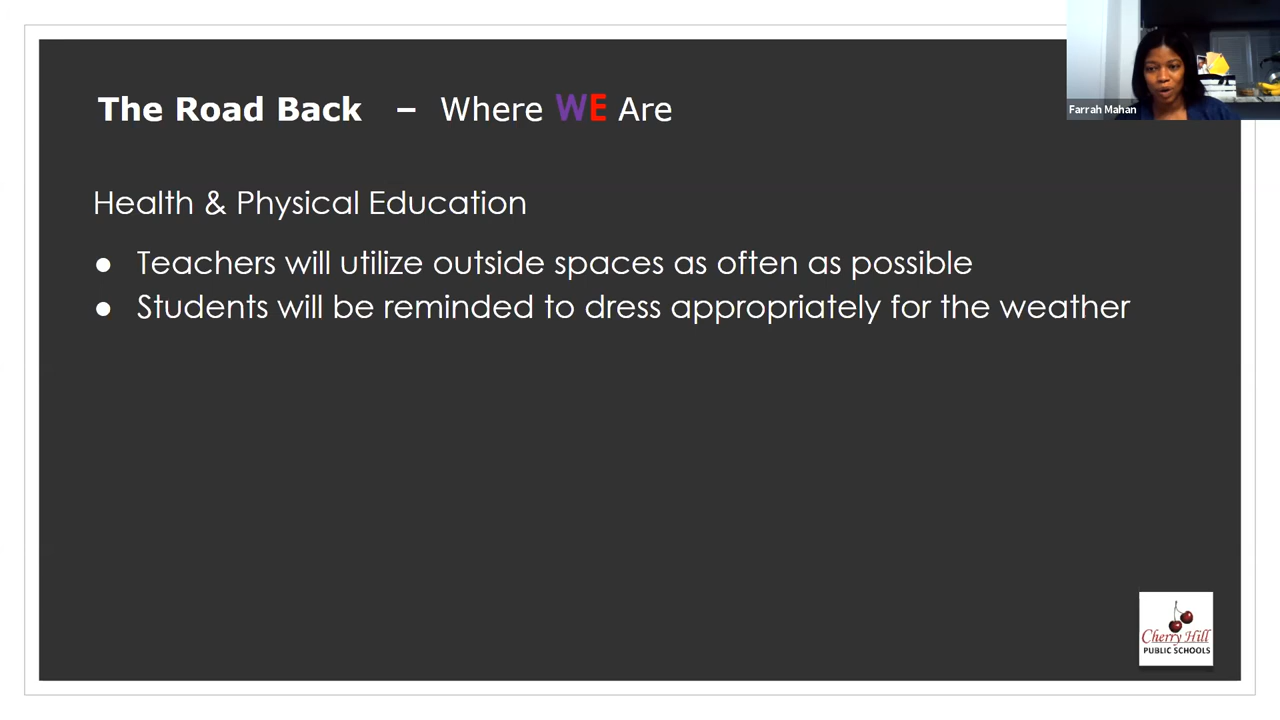 The Road Back – Where WE Are
Farrah Mahan
Health & Physical Education
● Teachers will utilize outside spaces as often as possible
● Students will be reminded to dress appropriately for the weather
Cherry Hill
PUBLIC SCHOOLS